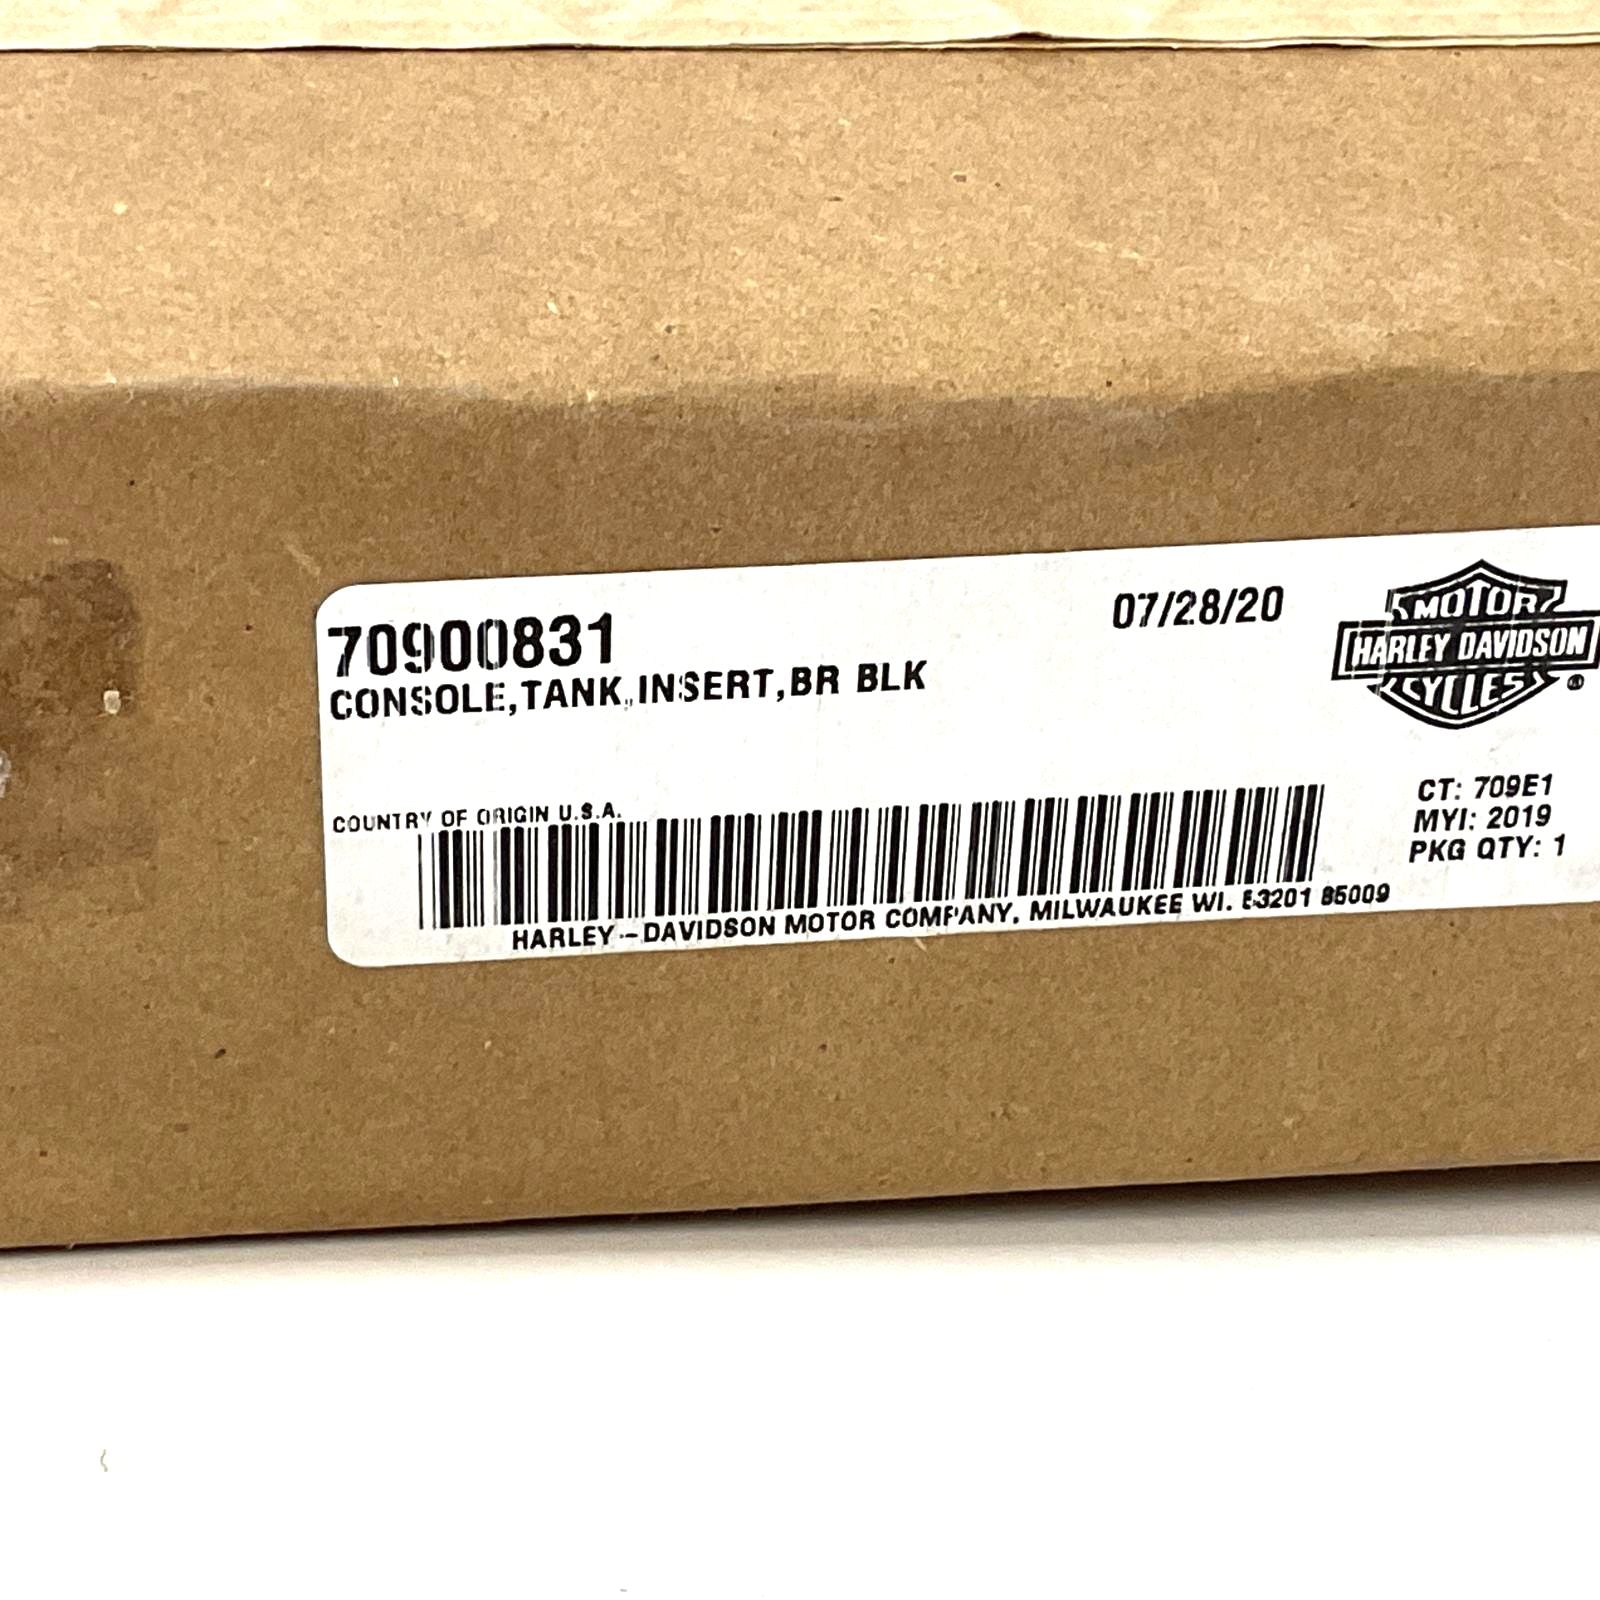 70900831
07/28/20
CONSOLE,TANK,INSERT,BR BLK
MOTOR
HARLEY-DAVIDSON
CYCLES
®
COUNTRY OF ORIGIN U.S.A.
CT: 709E1
MYI: 2019
PKG QTY: 1
HARLEY-DAVIDSON MOTOR COMPANY. MILWAUKEE WI. 53201 85009